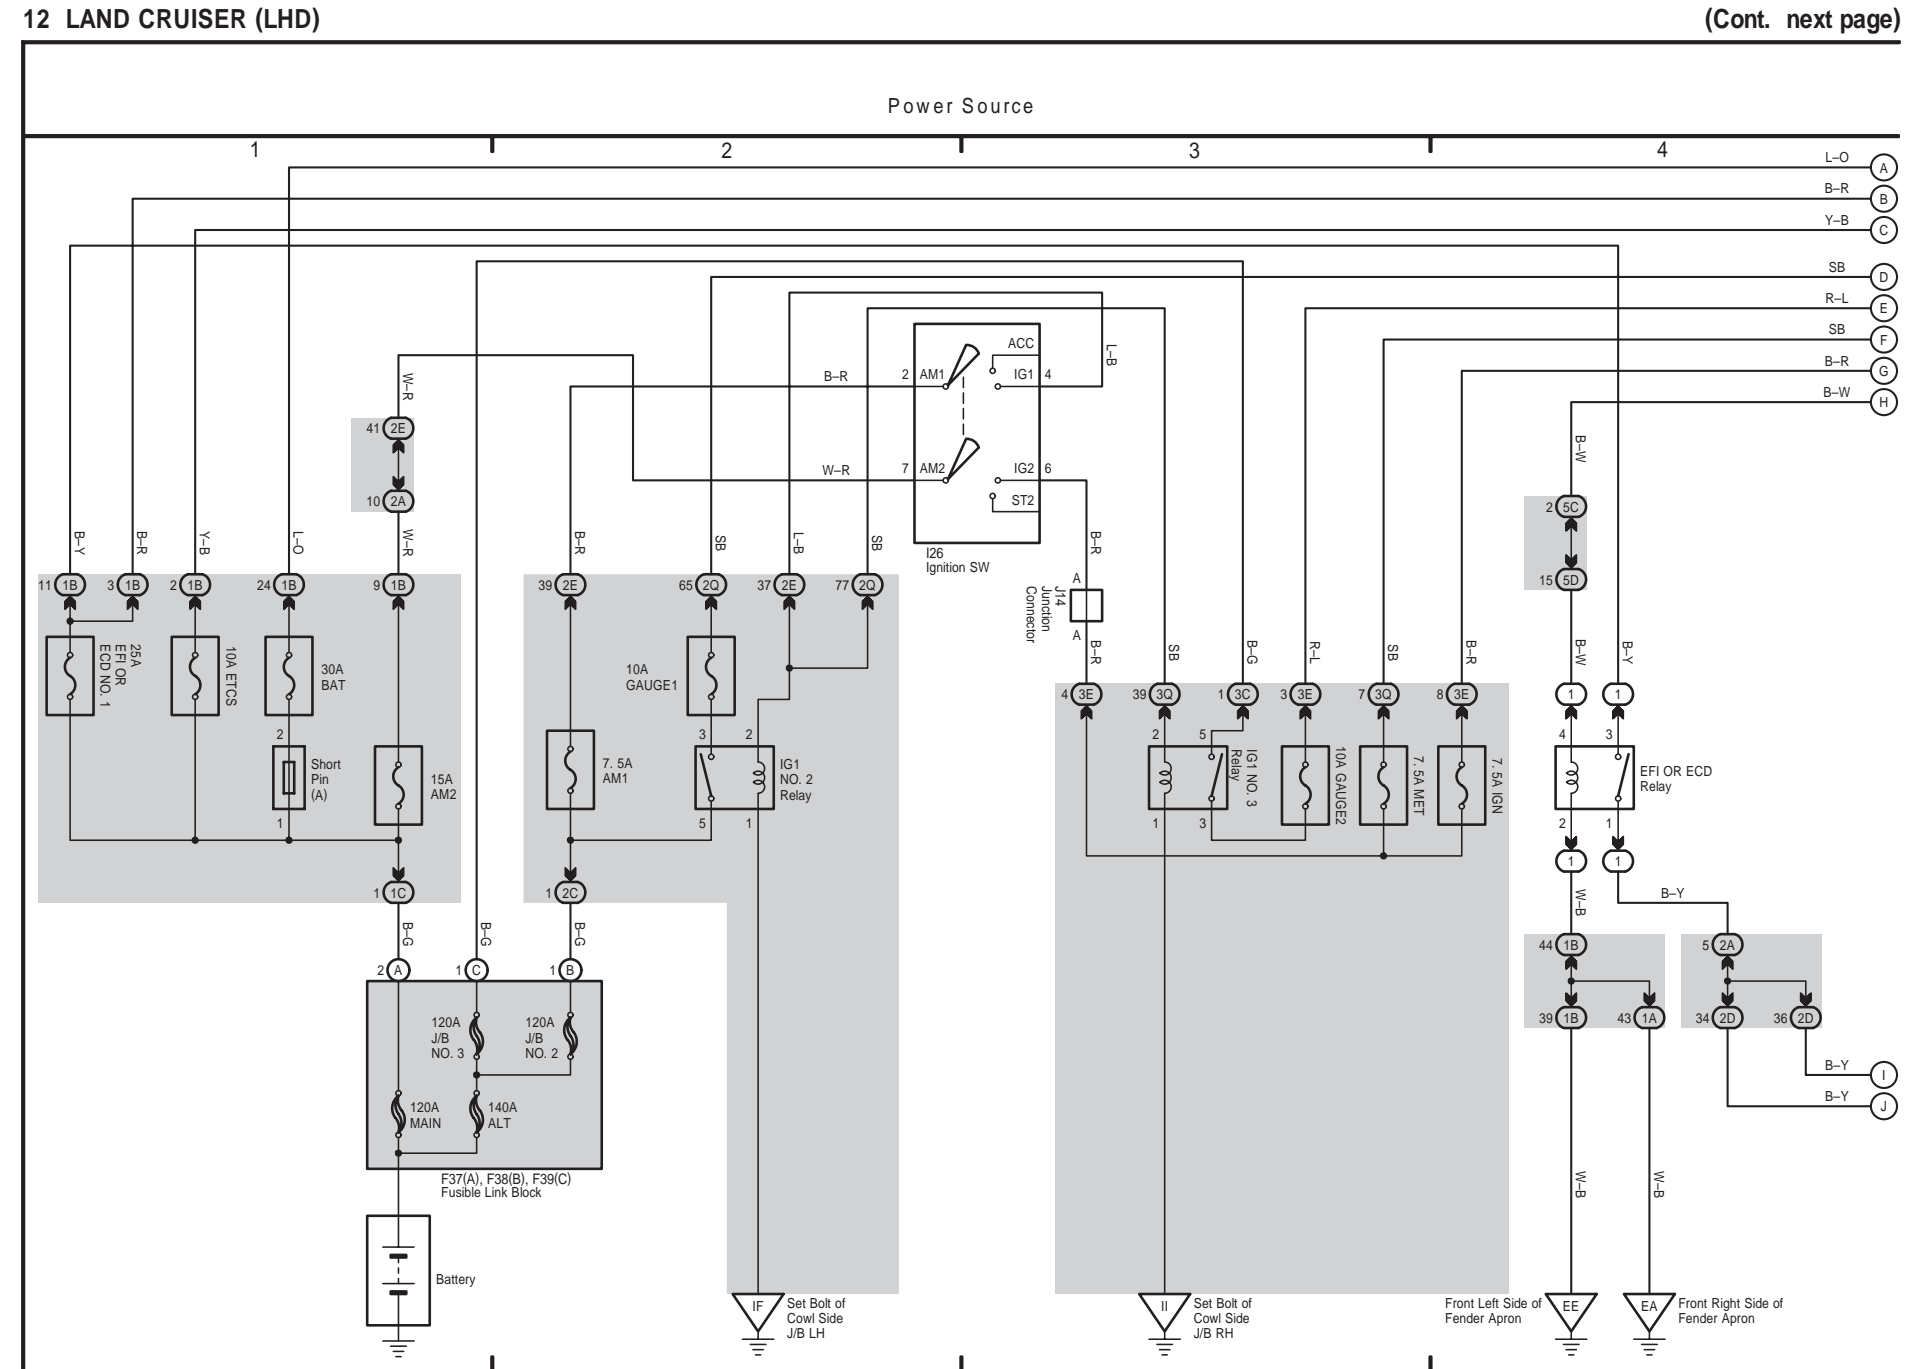 12 LAND CRUISER (LHD)
(Cont. next page)
Power Source
1
2
3
4
L–O
A
B–R
B
Y–B
C
SB
D
R–L
E
SB
F
B–R
G
B–W
H
ACC
2
AM1
IG1
4
7
AM2
IG2
6
ST2
B–R
W–R
L–B
I26
Ignition SW
W–R
41
2E
10
2A
W–R
B–Y
B–R
Y–B
L–O
11
1B
3
1B
2
1B
24
1B
9
1B
25A
EFI OR
ECD NO. 1
10A ETCS
30A
BAT
2
Short
Pin
(A)
1
15A
AM2
1
1C
B–G
B–G
B–G
B–R
SB
L–B
SB
39
2E
65
2Q
37
2E
77
2Q
10A
GAUGE1
7. 5A
AM1
3
2
IG1
NO. 2
Relay
5
1
1
2C
2
A
1
C
1
B
120A
J/B
NO. 3
120A
J/B
NO. 2
120A
MAIN
140A
ALT
F37(A), F38(B), F39(C)
Fusible Link Block
Battery
IF
Set Bolt of
Cowl Side
J/B LH
B–R
A
J14
Junction
Connector
A
B–R
SB
B–G
R–L
SB
B–R
4
3E
39
3Q
1
3C
3
3E
7
3Q
8
3E
2
5
IG1 NO. 3
Relay
1
3
10A GAUGE2
7. 5A MET
7. 5A IGN
II
Set Bolt of
Cowl Side
J/B RH
B–W
2
5C
15
5D
B–W
B–Y
1
1
4
3
EFI OR ECD
Relay
2
1
1
1
W–B
B–Y
44
1B
5
2A
39
1B
43
1A
34
2D
36
2D
B–Y
I
B–Y
J
W–B
W–B
Front Left Side of
Fender Apron
EE
EA
Front Right Side of
Fender Apron